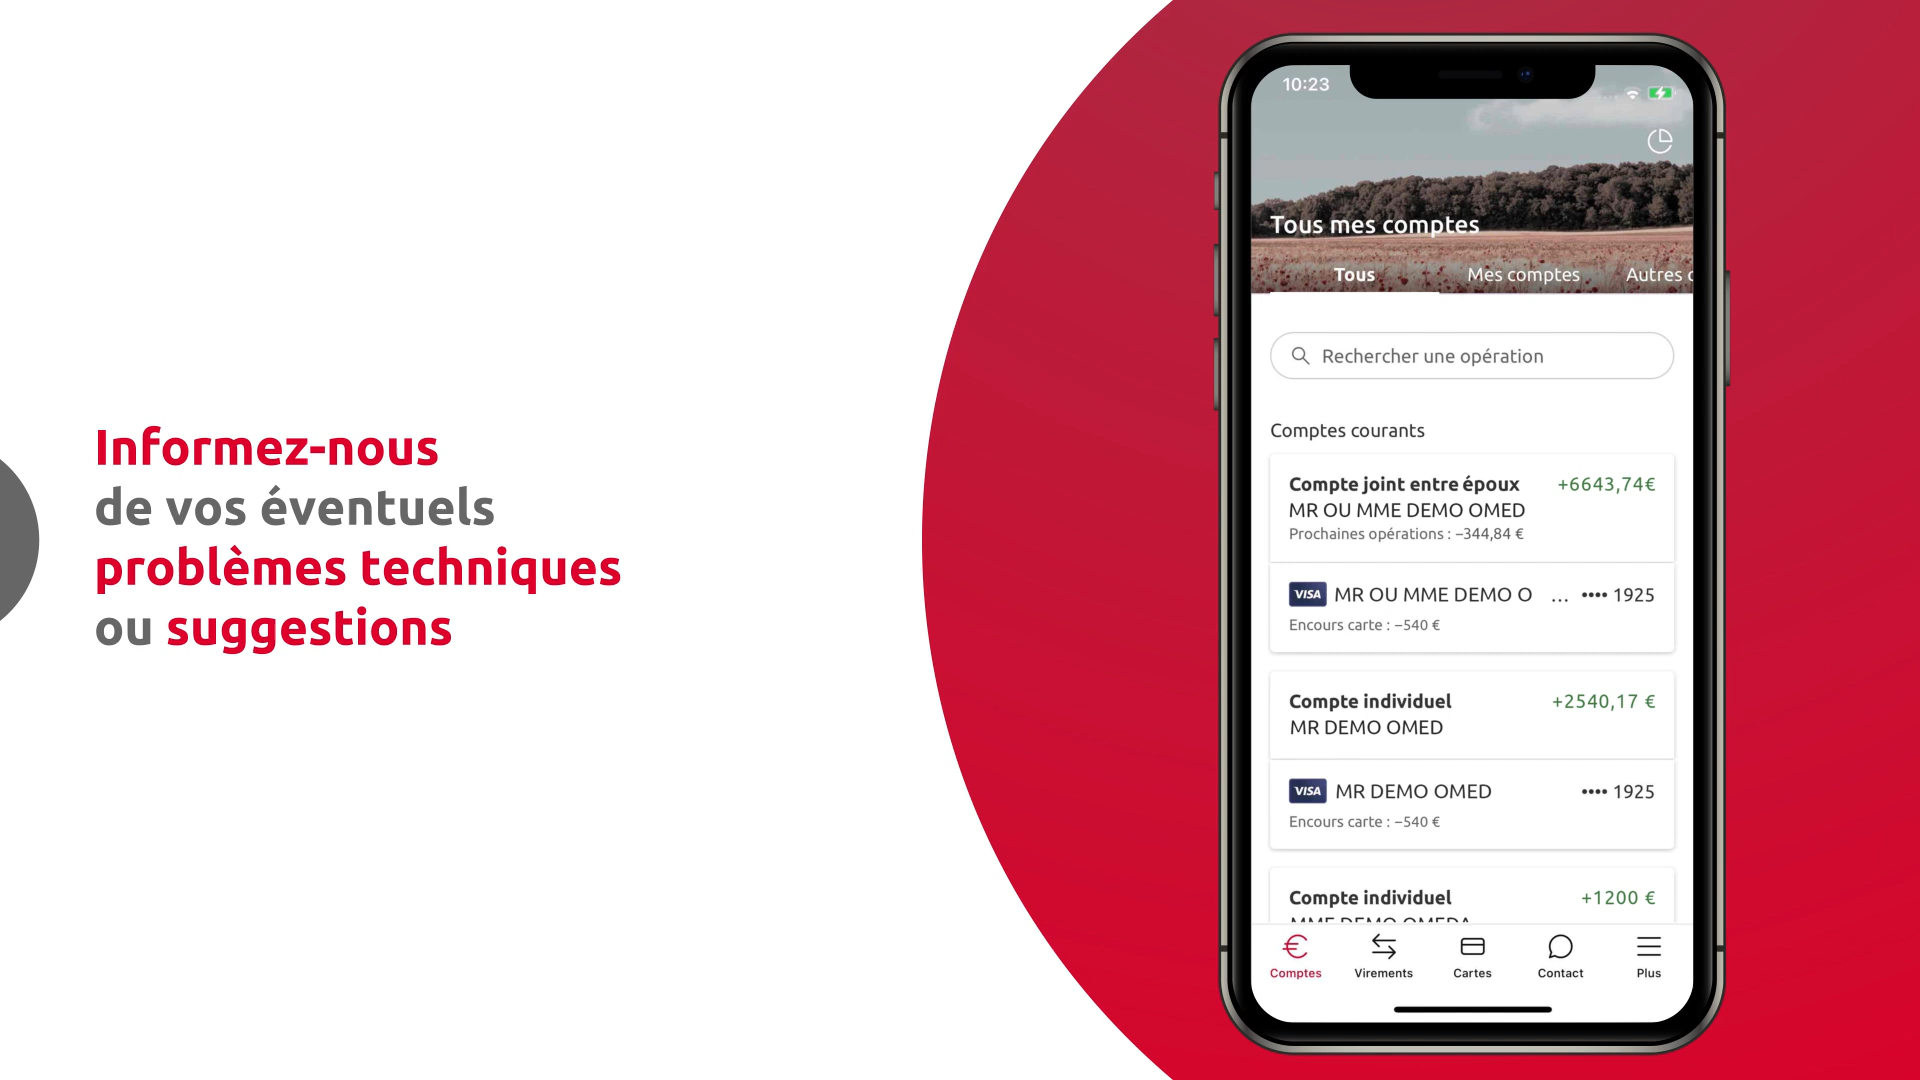 Informez-nous
de vos éventuels
problèmes techniques
ou suggestions
10:23
Tous mes comptes
Tous Mes comptes Autres
Rechercher une opération
Comptes courants
Compte joint entre époux +6643,74€
MR OU MME DEMO OMED
Prochaines opérations : −344,84 €
VISA MR OU MME DEMO O ... •••• 1925
Encours carte : −540 €
Compte individuel +2540,17 €
MR DEMO OMED
VISA MR DEMO OMED •••• 1925
Encours carte : −540 €
Compte individuel +1200 €
MME DEMO OMEDA
Comptes Virements Cartes Contact Plus